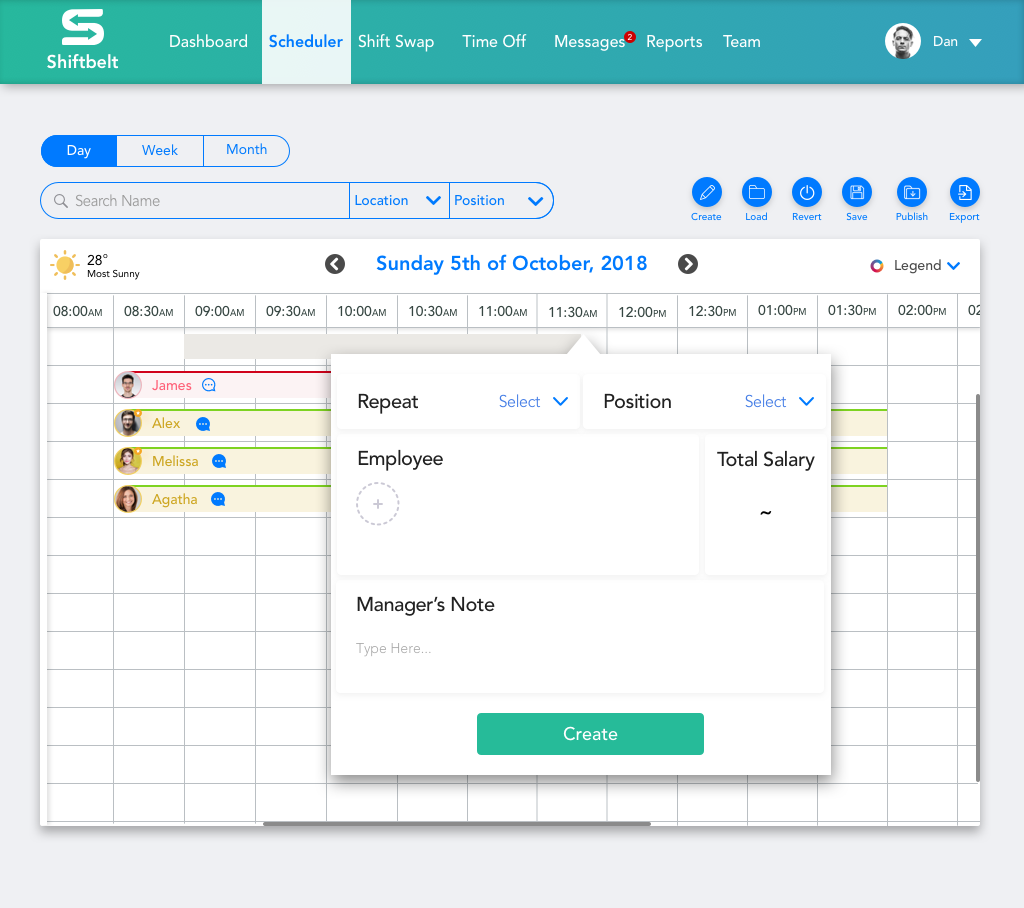 Shiftbelt
Dashboard Scheduler Shift Swap Time Off Messages 2 Reports Team Dan
Day Week Month
Search Name Location Position
Create Load Revert Save Publish Export
28°
Most Sunny
Sunday 5th of October, 2018
Legend
08:00AM 08:30AM 09:00AM 09:30AM 10:00AM 10:30AM 11:00AM 11:30AM 12:00PM 12:30PM 01:00PM 01:30PM 02:00PM 02
James
Alex
Melissa
Agatha
Repeat Select Position Select
Employee Total Salary
+
~
Manager’s Note
Type Here...
Create